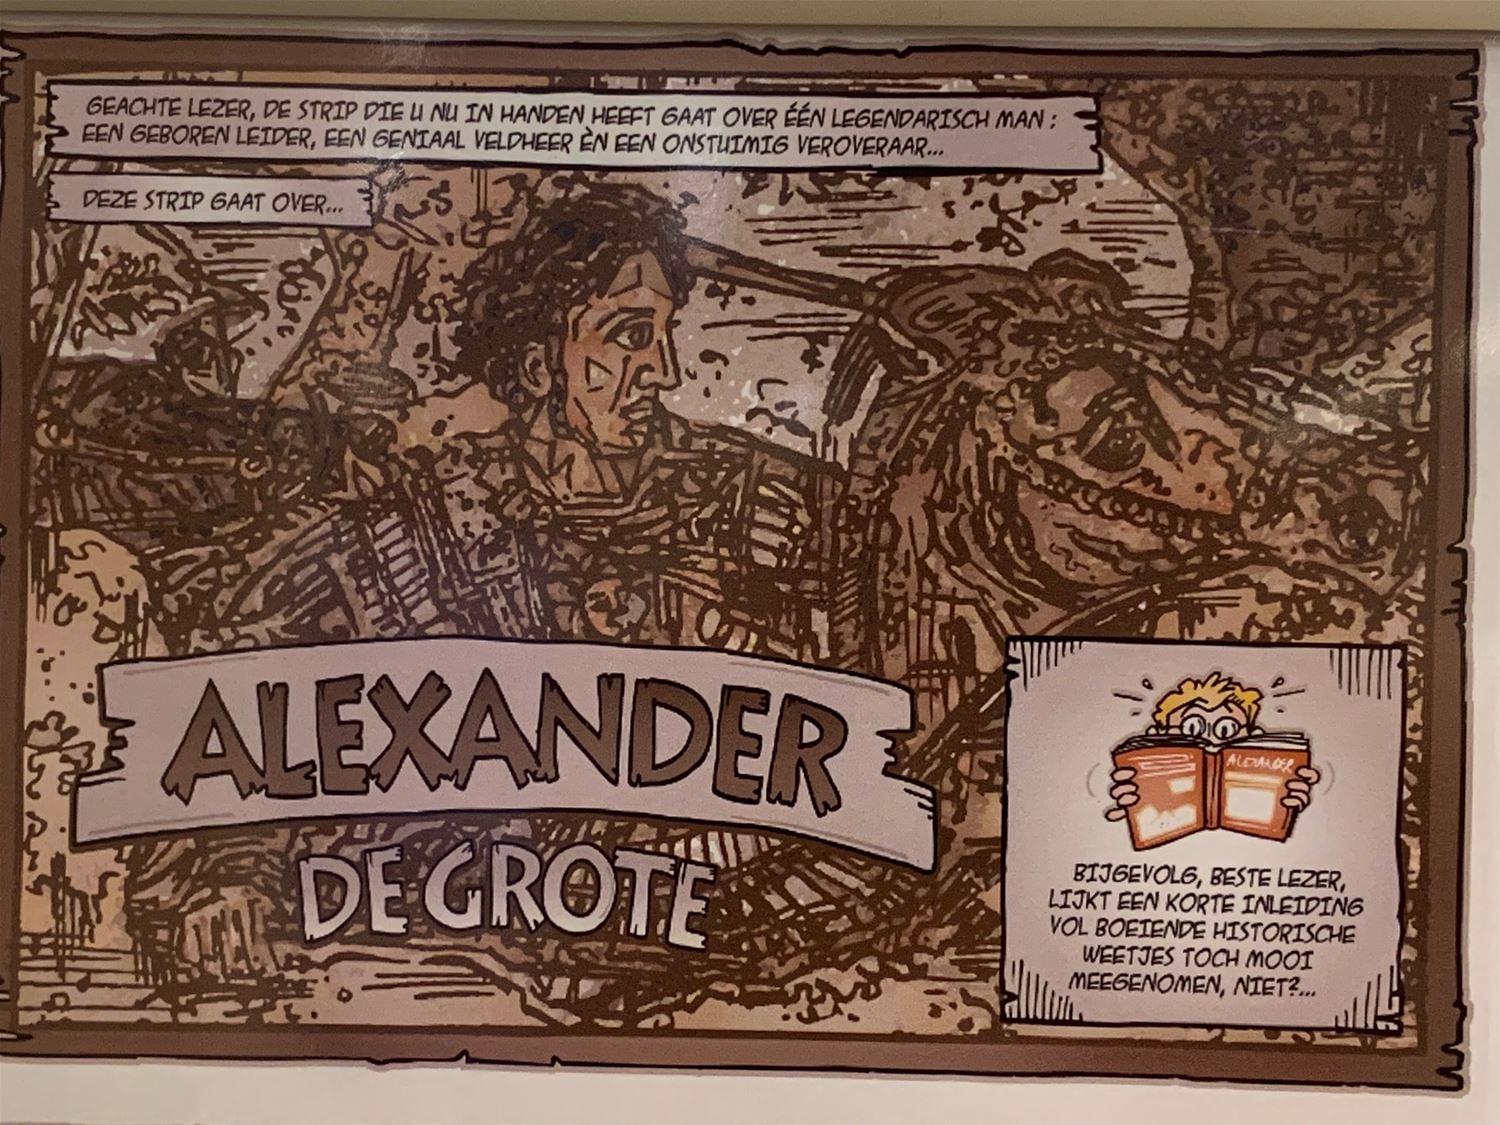 GEACHTE LEZER, DE STRIP DIE U NU IN HANDEN HEEFT GAAT OVER ÉÉN LEGENDARISCH MAN :
EEN GEBOREN LEIDER, EEN GENIAAL VELDHEER ÈN EEN ONSTUIMIG VEROVERAAR...
DEZE STRIP GAAT OVER...
ALEXANDER
DE GROTE
ALEXANDER
BIJGEVOLG, BESTE LEZER,
LIJKT EEN KORTE INLEIDING
VOL BOEIENDE HISTORISCHE
WEETJES TOCH MOOI
MEEGENOMEN, NIET?...